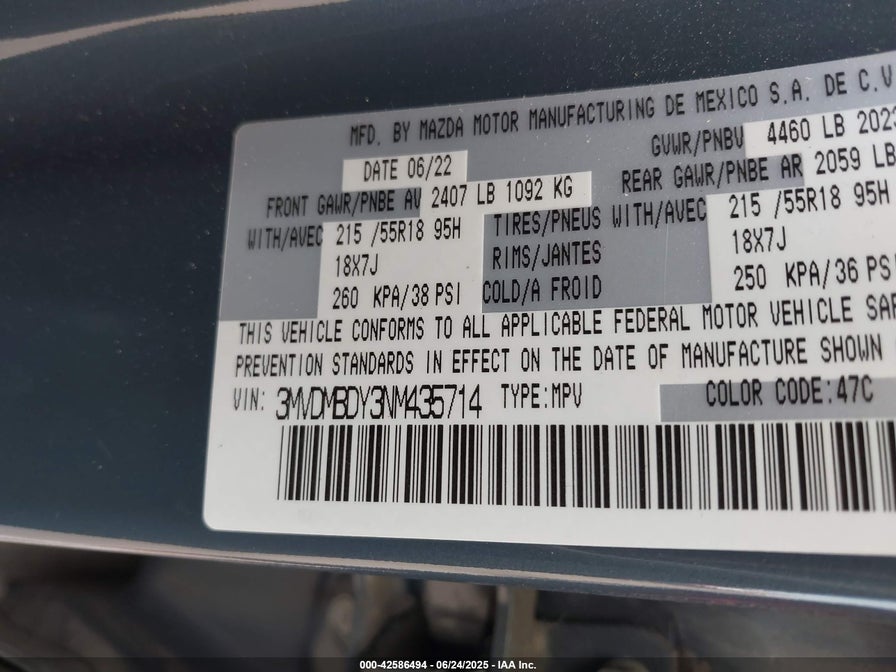 MFD. BY MAZDA MOTOR MANUFACTURING DE MEXICO S.A. DE C.V
DATE 06/22 GVWR/PNBV 4460 LB 2023
FRONT GAWR/PNBE AV 2407 LB 1092 KG REAR GAWR/PNBE AR 2059 LB
WITH/AVEC 215 /55R18 95H TIRES/PNEUS WITH/AVEC 215 /55R18 95H
18X7J RIMS/JANTES 18X7J
260 KPA/38 PSI COLD/A FROID 250 KPA/36 PSI
THIS VEHICLE CONFORMS TO ALL APPLICABLE FEDERAL MOTOR VEHICLE SAF
PREVENTION STANDARDS IN EFFECT ON THE DATE OF MANUFACTURE SHOWN
VIN: 3MVDMBDY3NM435714 TYPE:MPV COLOR CODE:47C
000-42586494 - 06/24/2025 - IAA Inc.